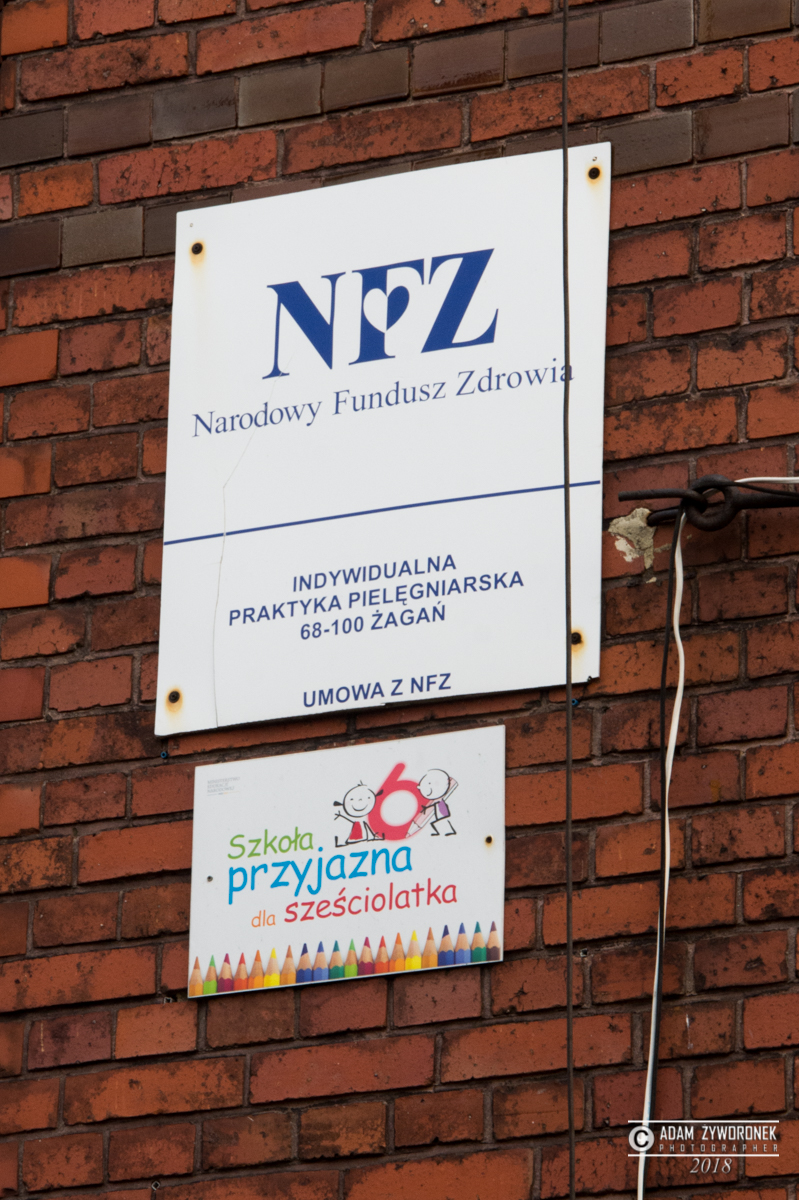 NFZ
Narodowy Fundusz Zdrowia
INDYWIDUALNA
PRAKTYKA PIELĘGNIARSKA
68-100 ŻAGAŃ
UMOWA Z NFZ
6
Szkoła
przyjazna
dla sześciolatka
© ADAM ZYWORONEK
PHOTOGRAPHER
2018